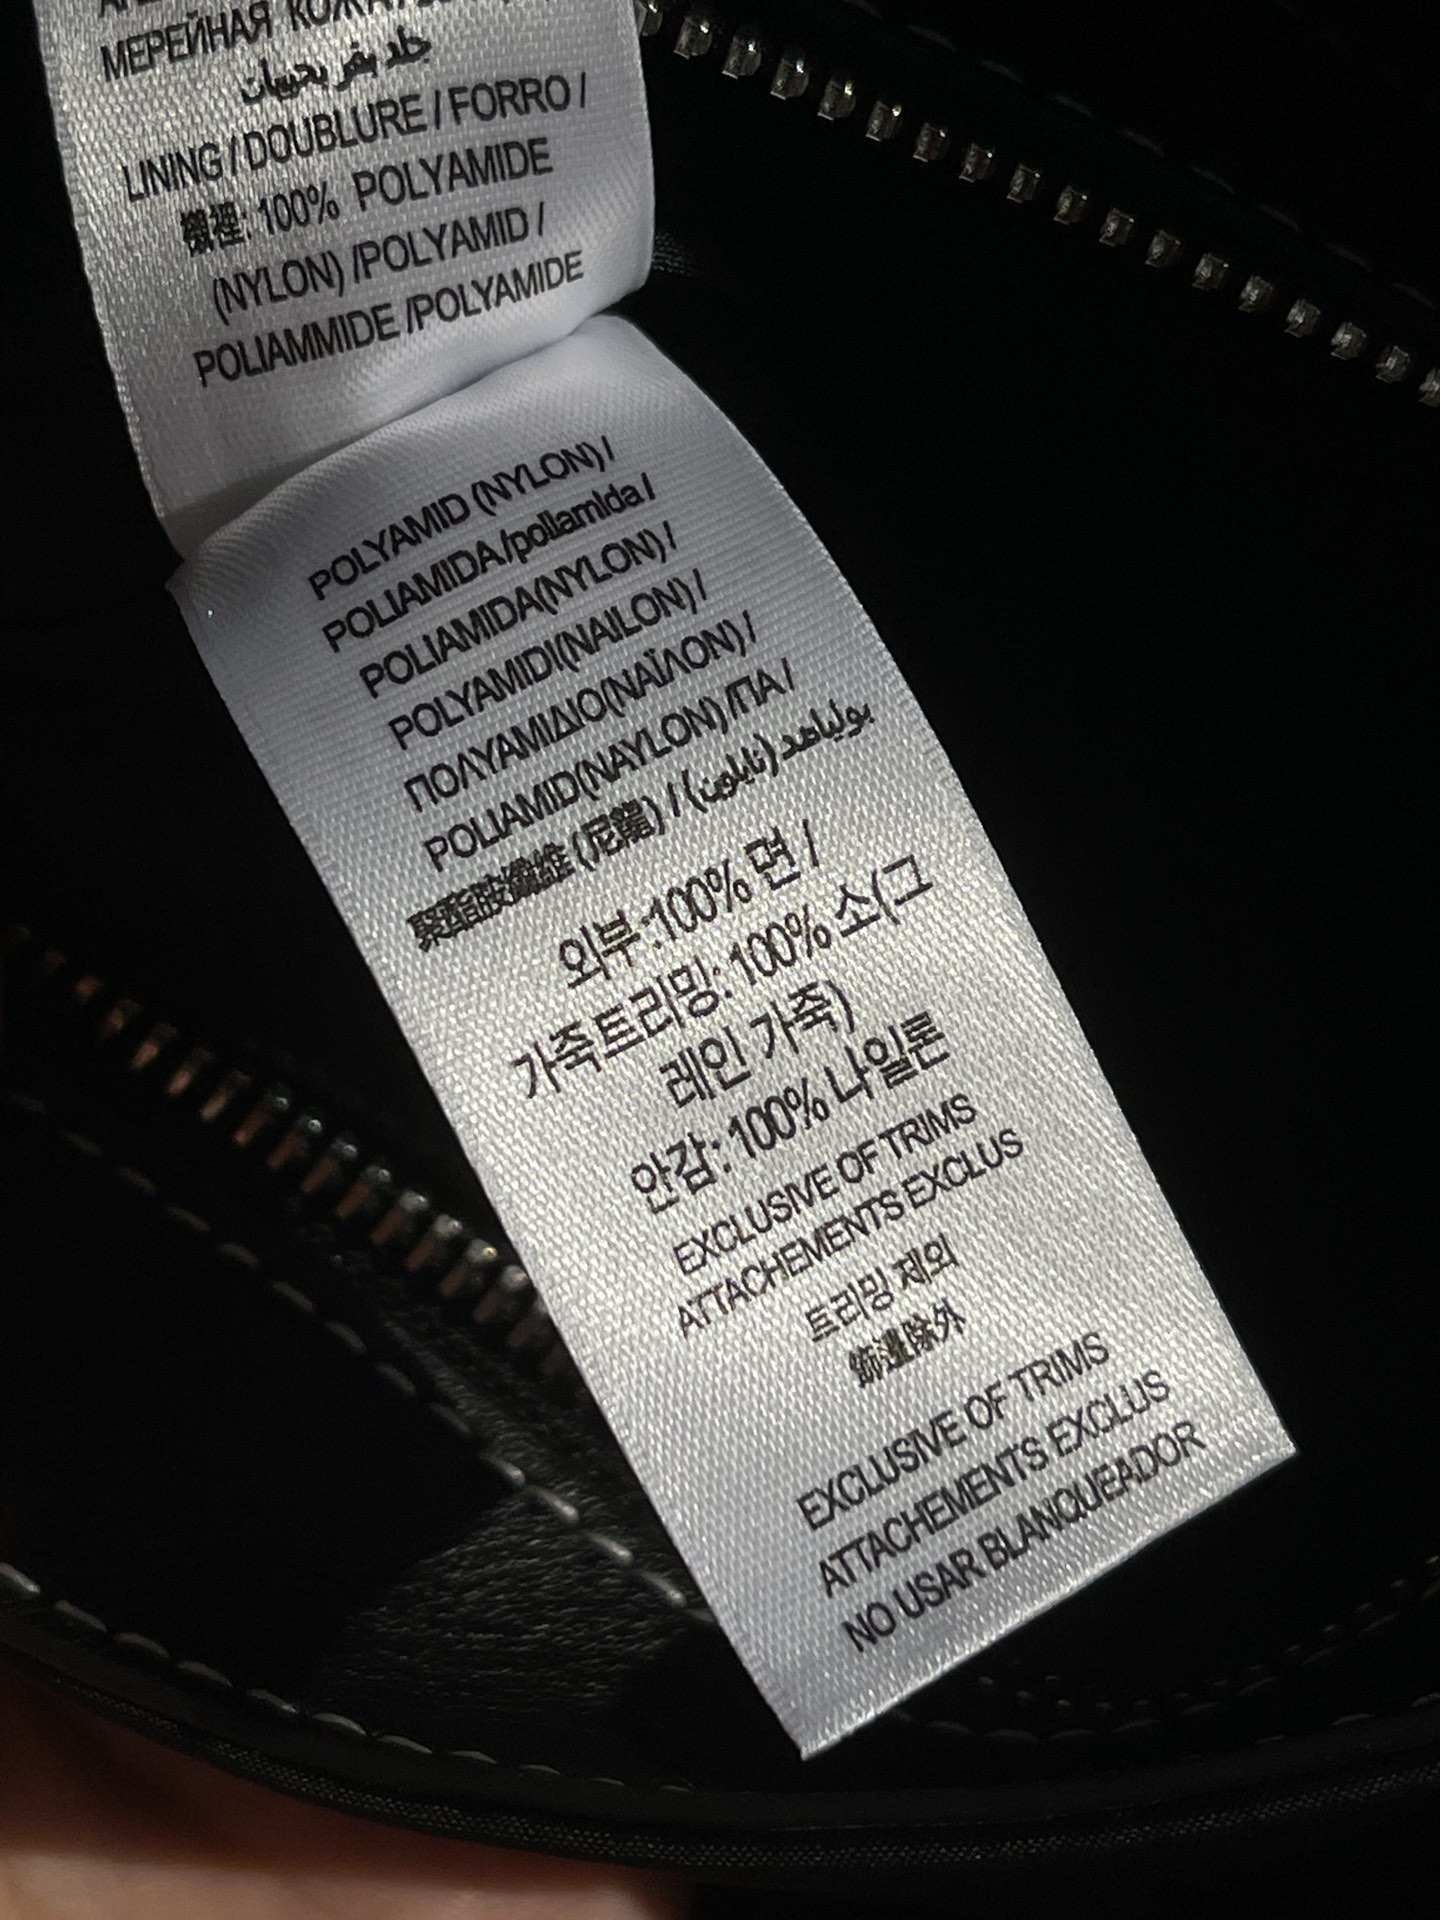 МЕРЕЙНАЯ КОЖА
جلد بقر بحبيبات
LINING / DOUBLURE / FORRO /
襯裡: 100% POLYAMIDE
(NYLON) /POLYAMID /
POLIAMMIDE /POLYAMIDE
POLYAMID (NYLON) /
POLIAMIDA/poliamida /
POLIAMIDA(NYLON) /
POLYAMIDI(NAILON) /
ΠΟΛΥΑΜΙΔΙΟ(ΝΑΪΛΟΝ) /
POLIAMID(NAYLON) /ПА /
聚酯胺纖維 (尼龍) / بولياميد (نايلون)
외부 :100% 면 /
가죽트리밍: 100% 소(그
레인 가죽)
안감: 100% 나일론
EXCLUSIVE OF TRIMS
ATTACHEMENTS EXCLUS
트리밍 제외
飾邊除外
EXCLUSIVE OF TRIMS
ATTACHEMENTS EXCLUS
NO USAR BLANQUEADOR